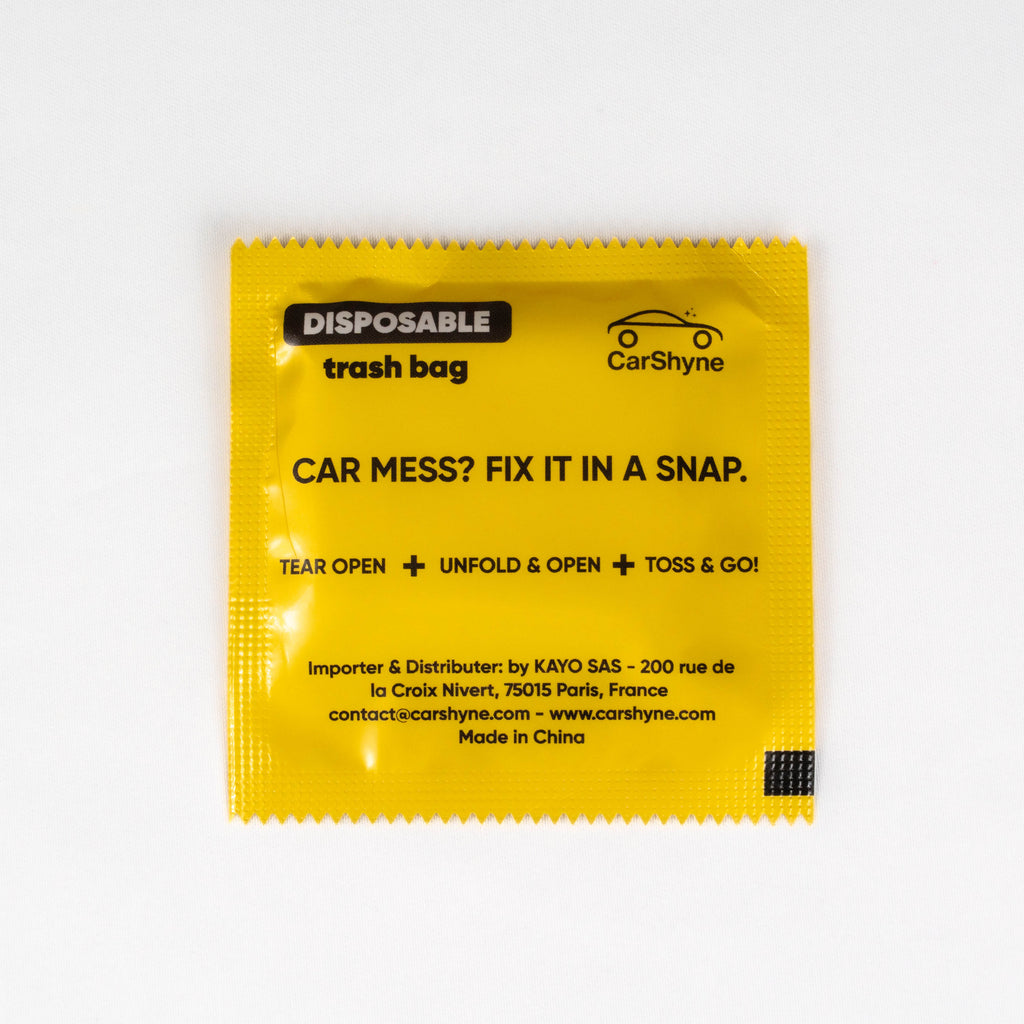 DISPOSABLE
trash bag
CarShyne
CAR MESS? FIX IT IN A SNAP.
TEAR OPEN + UNFOLD & OPEN + TOSS & GO!
Importer & Distributer: by KAYO SAS - 200 rue de
la Croix Nivert, 75015 Paris, France
contact@carshyne.com - www.carshyne.com
Made in China